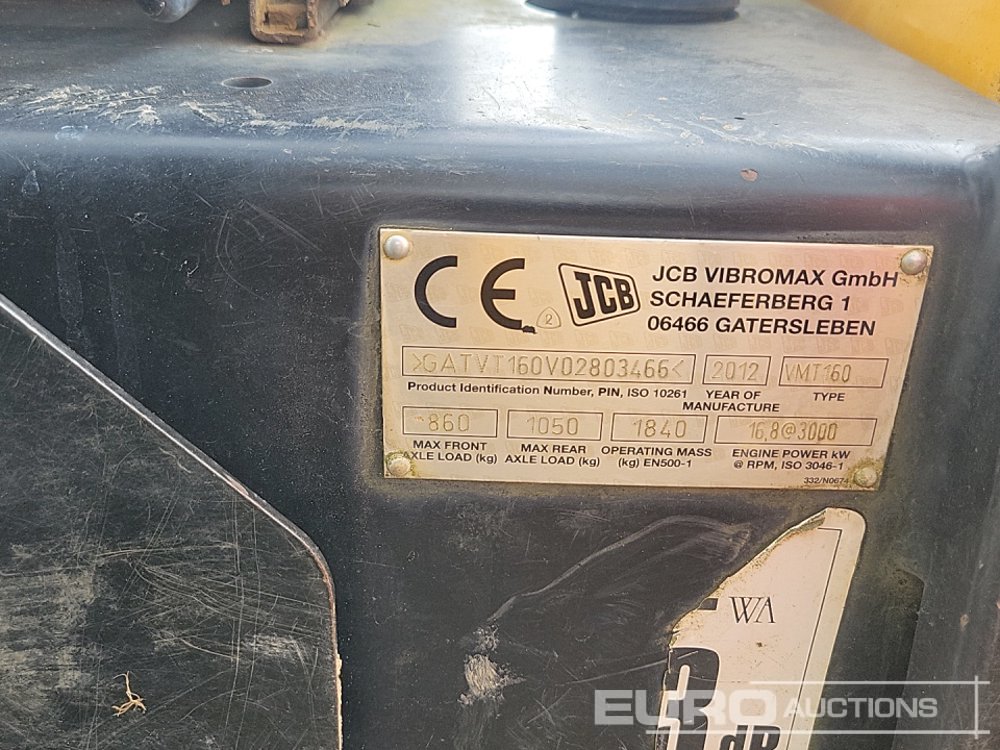 CE
2
JCB
JCB VIBROMAX GmbH
SCHAEFERBERG 1
06466 GATERSLEBEN
>GATVT160V02803466<
2012
VMT160
Product Identification Number, PIN, ISO 10261
YEAR OF
MANUFACTURE
TYPE
860
1050
1840
16,8@3000
MAX FRONT
AXLE LOAD (kg)
MAX REAR
AXLE LOAD (kg)
OPERATING MASS
(kg) EN500-1
ENGINE POWER kW
@ RPM, ISO 3046-1
332/N0674
WA
3
dB
EURO AUCTIONS